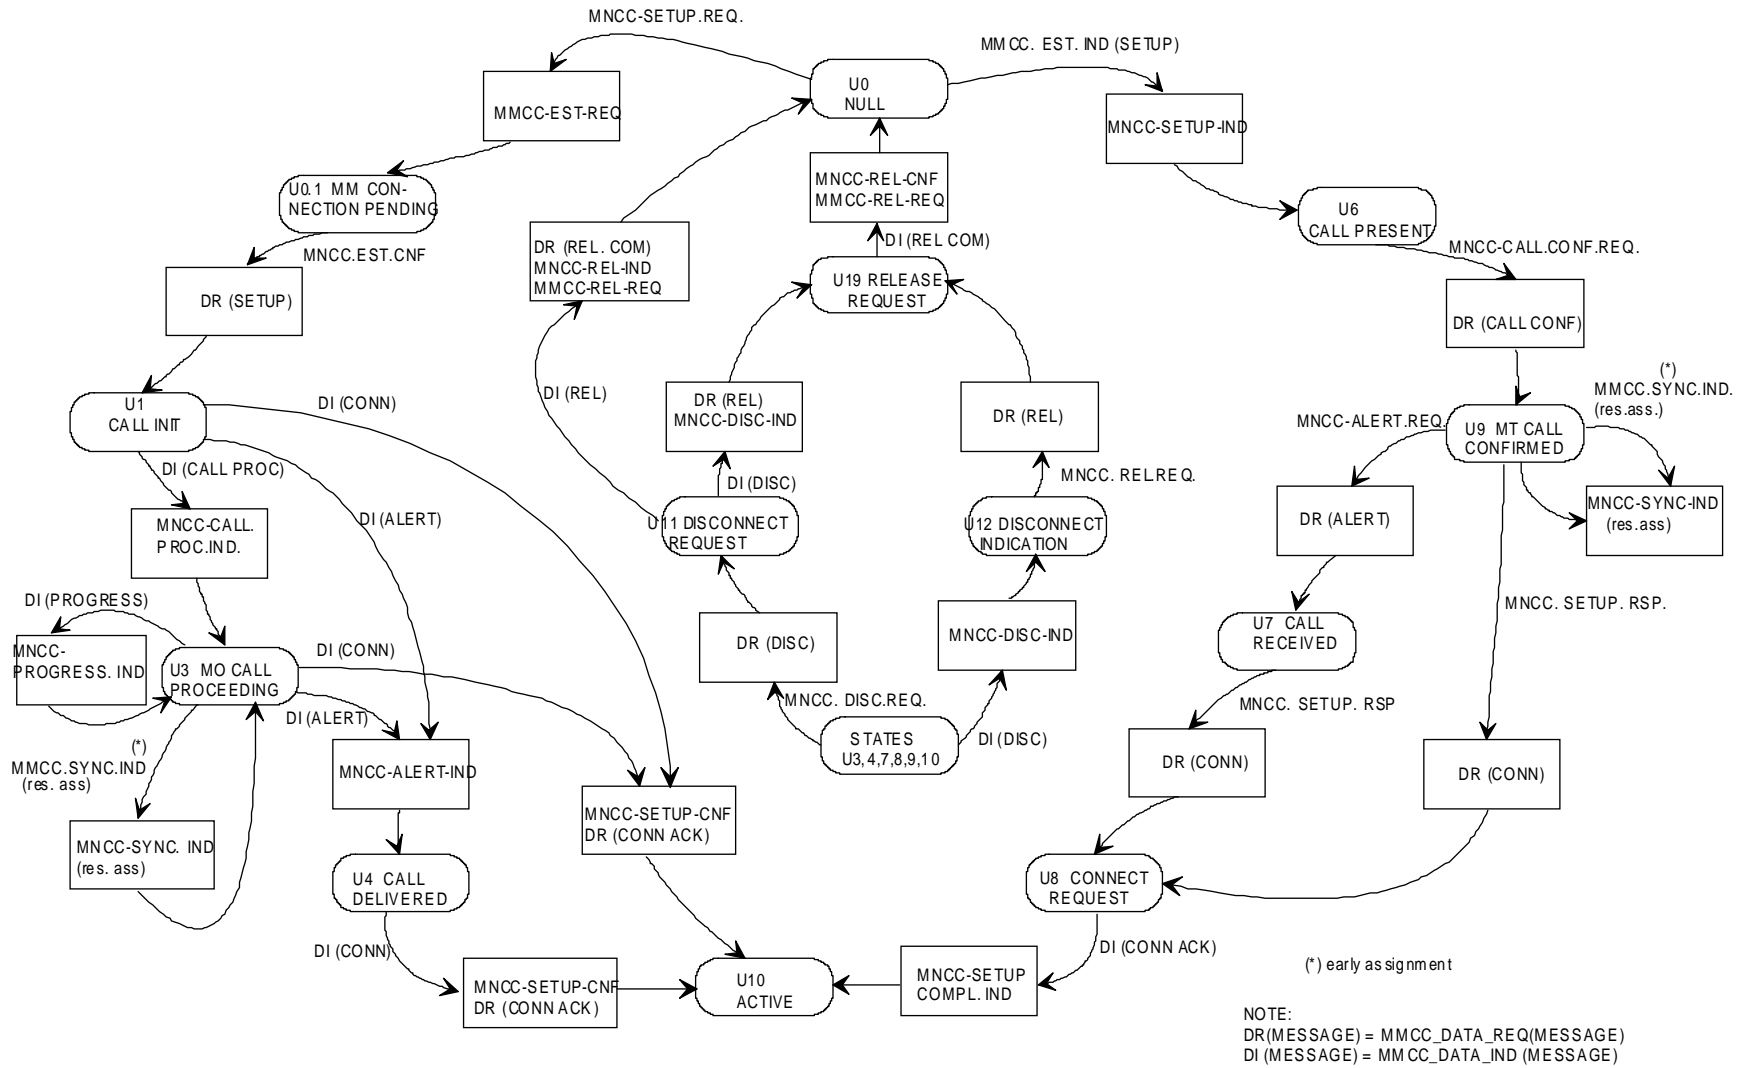 MNCC-SETUP.REQ.
MMCC. EST. IND (SETUP)
U0
NULL
MMCC-EST-REQ
MNCC-SETUP-IND
U0.1 MM CON-
NECTION PENDING
MNCC-REL-CNF
MMCC-REL-REQ
U6
CALL PRESENT
MNCC.EST.CNF
DR (REL. COM)
MNCC-REL-IND
MMCC-REL-REQ
DI (REL COM)
MNCC-CALL.CONF.REQ.
DR (SETUP)
U19 RELEASE
REQUEST
DR (CALL CONF)
U1
CALL INIT
DI (CONN)
DI (REL)
DR (REL)
MNCC-DISC-IND
DR (REL)
MNCC-ALERT.REQ.
U9 MT CALL
CONFIRMED
(*)
MMCC.SYNC.IND.
(res.ass.)
DI (CALL PROC)
DI (DISC)
MNCC. REL.REQ.
MNCC-CALL.
PROC.IND.
DI (ALERT)
U11 DISCONNECT
REQUEST
U12 DISCONNECT
INDICATION
DR (ALERT)
MNCC-SYNC-IND
(res.ass)
DI (PROGRESS)
MNCC-
PROGRESS. IND
U3 MO CALL
PROCEEDING
DI (CONN)
DR (DISC)
MNCC-DISC-IND
U7 CALL
RECEIVED
MNCC. SETUP. RSP.
DI (ALERT)
MNCC. DISC.REQ.
STATES
U3,4,7,8,9,10
DI (DISC)
MNCC. SETUP. RSP
(*)
MMCC.SYNC.IND
(res. ass)
MNCC-ALERT-IND
DR (CONN)
DR (CONN)
MNCC-SYNC. IND
(res. ass)
MNCC-SETUP-CNF
DR (CONN ACK)
U4 CALL
DELIVERED
U8 CONNECT
REQUEST
DI (CONN)
DI (CONN ACK)
MNCC-SETUP-CNF
DR (CONN ACK)
U10
ACTIVE
MNCC-SETUP
COMPL. IND
(*) early assignment
NOTE:
DR(MESSAGE) = MMCC_DATA_REQ(MESSAGE)
DI (MESSAGE) = MMCC_DATA_IND (MESSAGE)